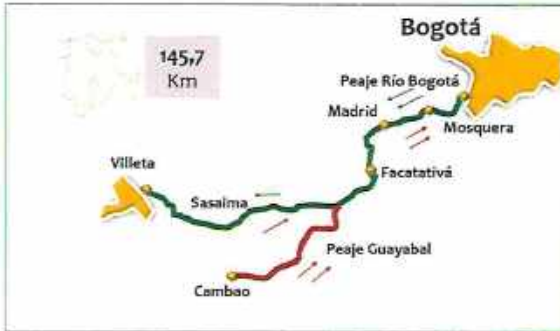 Bogotá
145,7
Km
Peaje Río Bogotá
Madrid
Mosquera
Villeta
Facatativá
Sasaima
Peaje Guayabal
Cambao